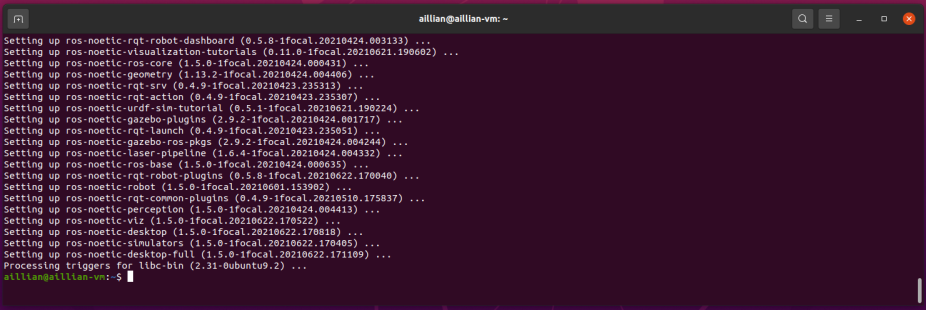 aillian@aillian-vm: ~
Setting up ros-noetic-rqt-robot-dashboard (0.5.8-1focal.20210424.003133) ...
Setting up ros-noetic-visualization-tutorials (0.11.0-1focal.20210621.190602) ...
Setting up ros-noetic-ros-core (1.5.0-1focal.20210424.000431) ...
Setting up ros-noetic-geometry (1.13.2-1focal.20210424.004406) ...
Setting up ros-noetic-rqt-srv (0.4.9-1focal.20210423.235313) ...
Setting up ros-noetic-rqt-action (0.4.9-1focal.20210423.235307) ...
Setting up ros-noetic-urdf-sim-tutorial (0.5.1-1focal.20210621.190224) ...
Setting up ros-noetic-gazebo-plugins (2.9.2-1focal.20210424.001717) ...
Setting up ros-noetic-rqt-launch (0.4.9-1focal.20210423.235051) ...
Setting up ros-noetic-gazebo-ros-pkgs (2.9.2-1focal.20210424.004244) ...
Setting up ros-noetic-laser-pipeline (1.6.4-1focal.20210424.004332) ...
Setting up ros-noetic-ros-base (1.5.0-1focal.20210424.000635) ...
Setting up ros-noetic-rqt-robot-plugins (0.5.8-1focal.20210622.170040) ...
Setting up ros-noetic-robot (1.5.0-1focal.20210601.153902) ...
Setting up ros-noetic-rqt-common-plugins (0.4.9-1focal.20210510.175837) ...
Setting up ros-noetic-perception (1.5.0-1focal.20210424.004413) ...
Setting up ros-noetic-viz (1.5.0-1focal.20210622.170522) ...
Setting up ros-noetic-desktop (1.5.0-1focal.20210622.170818) ...
Setting up ros-noetic-simulators (1.5.0-1focal.20210622.170405) ...
Setting up ros-noetic-desktop-full (1.5.0-1focal.20210622.171109) ...
Processing triggers for libc-bin (2.31-0ubuntu9.2) ...
aillian@aillian-vm:~$